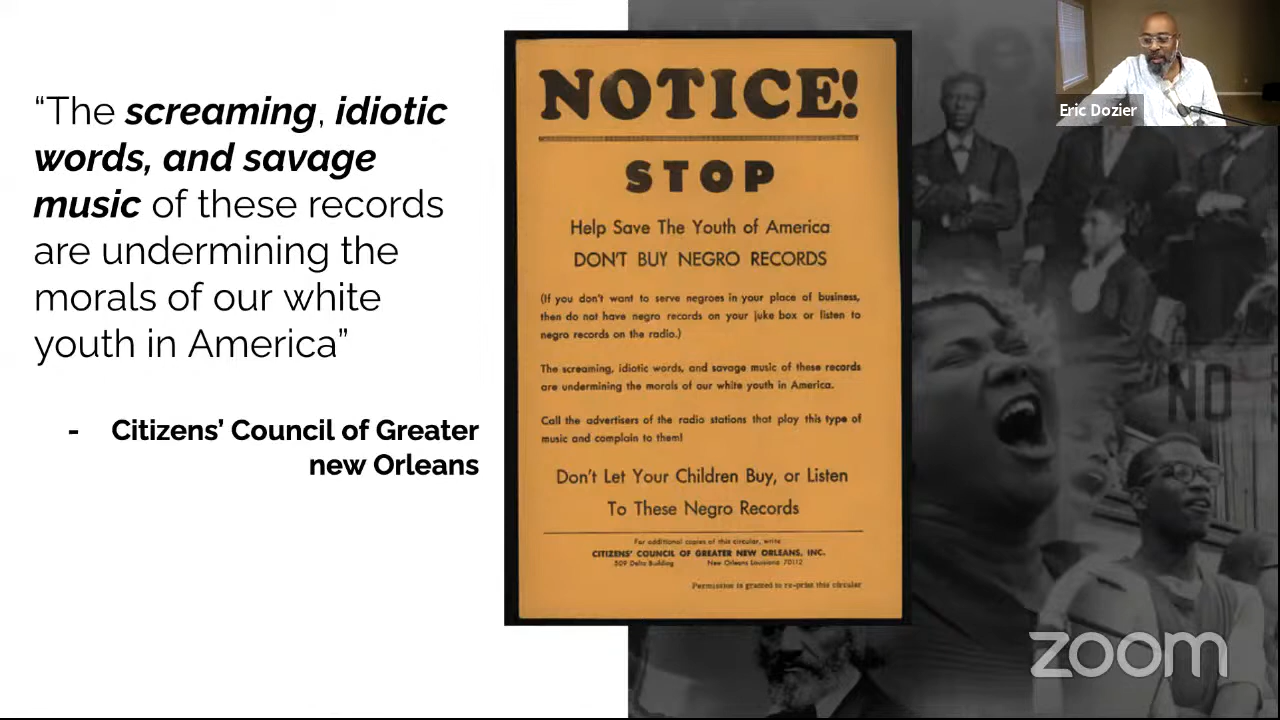 “The screaming, idiotic
words, and savage
music of these records
are undermining the
morals of our white
youth in America”
- Citizens’ Council of Greater
new Orleans
NOTICE!
STOP
Help Save The Youth of America
DON'T BUY NEGRO RECORDS
(If you don't want to serve negroes in your place of business,
then do not have negro records on your juke box or listen to
negro records on the radio.)
The screaming, idiotic words, and savage music of these records
are undermining the morals of our white youth in America.
Call the advertisers of the radio stations that play this type of
music and complain to them!
Don't Let Your Children Buy, or Listen
To These Negro Records
For additional copies of this circular, write
CITIZENS' COUNCIL OF GREATER NEW ORLEANS, INC.
509 Delta Building New Orleans Louisiana 70112
Permission is granted to re-print this circular
Eric Dozier
NO
zoom